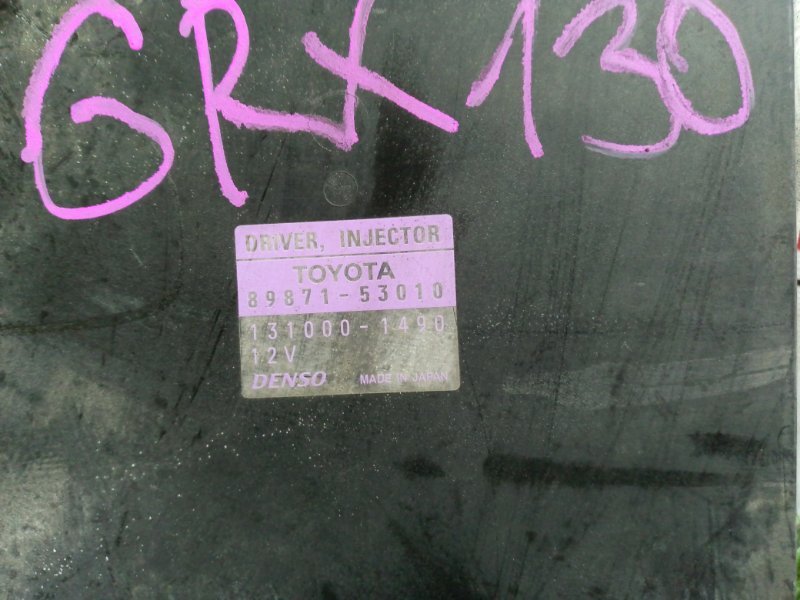 GRX130
DRIVER, INJECTOR
TOYOTA
89871-53010
131000-1490
12V
DENSO MADE IN JAPAN